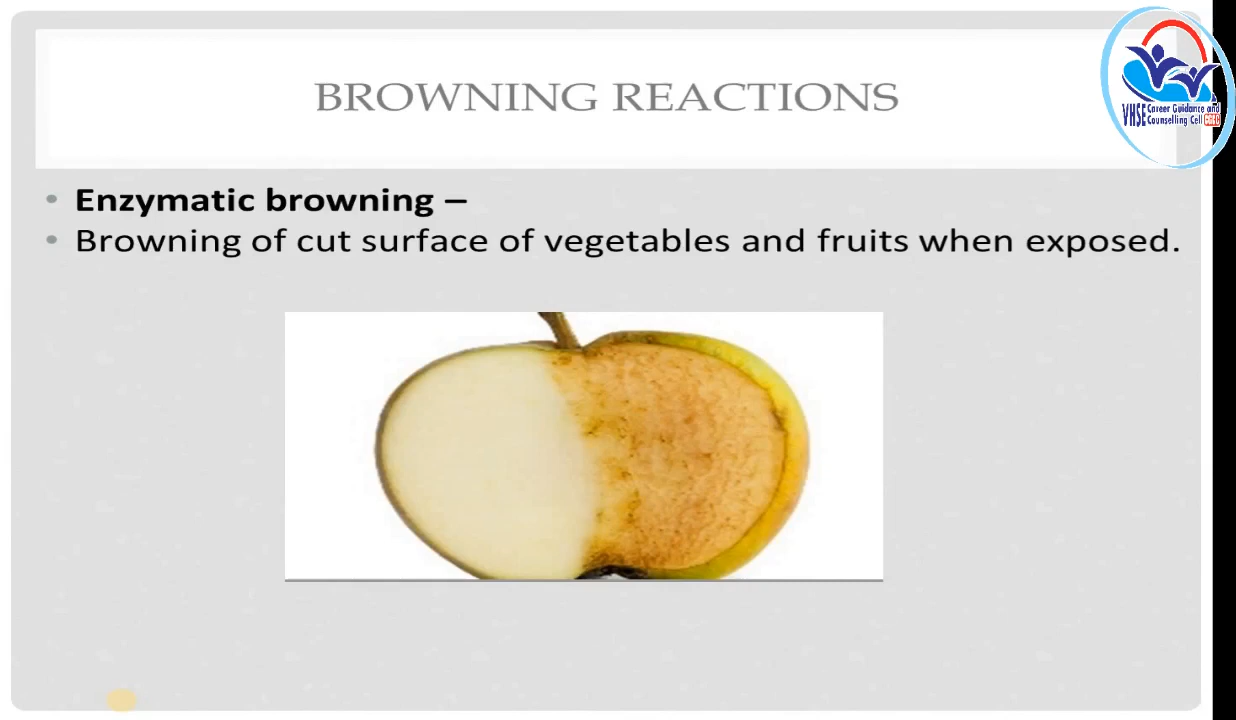 BROWNING REACTIONS
VHSE Career Guidance and
Counselling Cell CGCC
• Enzymatic browning –
• Browning of cut surface of vegetables and fruits when exposed.